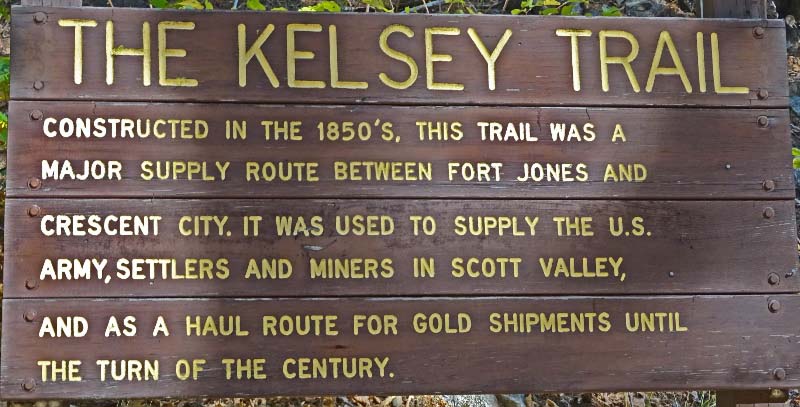 THE KELSEY TRAIL
CONSTRUCTED IN THE 1850'S, THIS TRAIL WAS A
MAJOR SUPPLY ROUTE BETWEEN FORT JONES AND
CRESCENT CITY. IT WAS USED TO SUPPLY THE U.S.
ARMY, SETTLERS AND MINERS IN SCOTT VALLEY,
AND AS A HAUL ROUTE FOR GOLD SHIPMENTS UNTIL
THE TURN OF THE CENTURY.